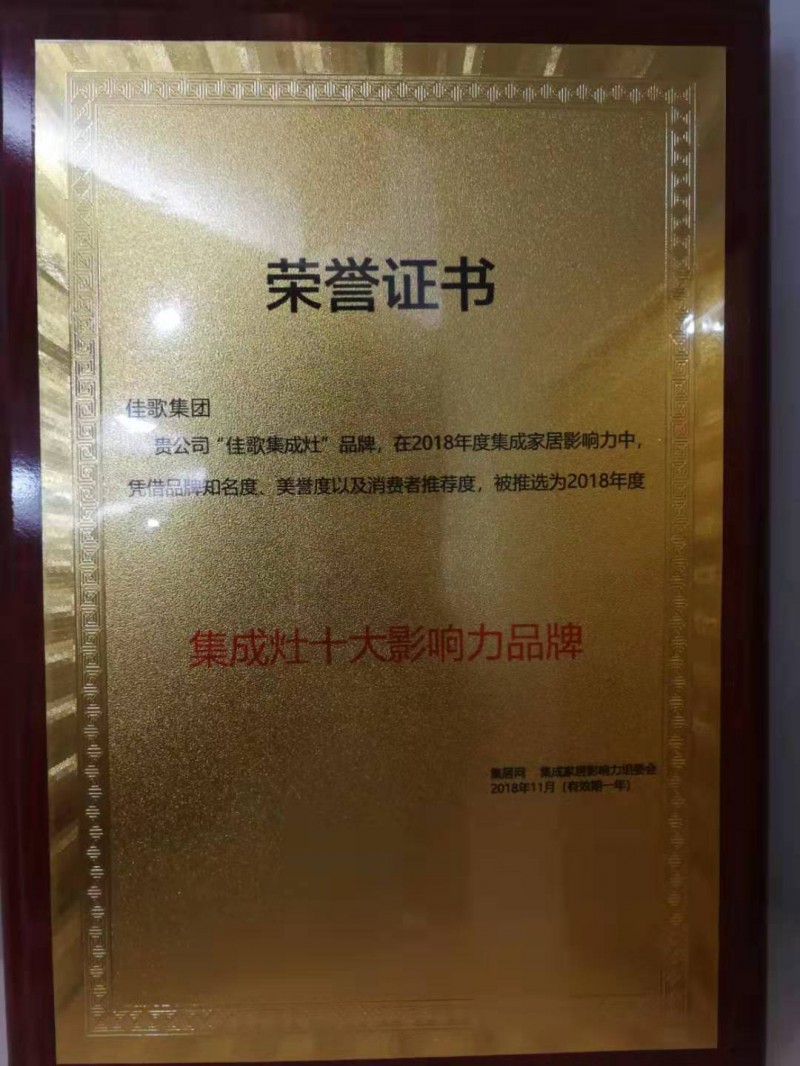 荣誉证书
佳歌集团
贵公司“佳歌集成灶”品牌，在2018年度集成家居影响力中，
凭借品牌知名度、美誉度以及消费者推荐度，被推选为2018年度
集成灶十大影响力品牌
集居网 集成家居影响力组委会
2018年11月（有效期一年）